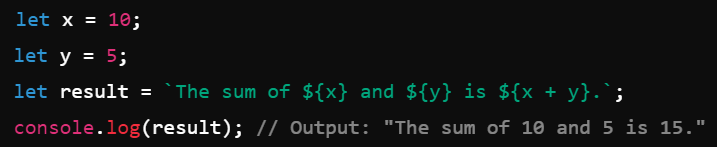 let x = 10;
let y = 5;
let result = `The sum of ${x} and ${y} is ${x + y}.`;
console.log(result); // Output: "The sum of 10 and 5 is 15."